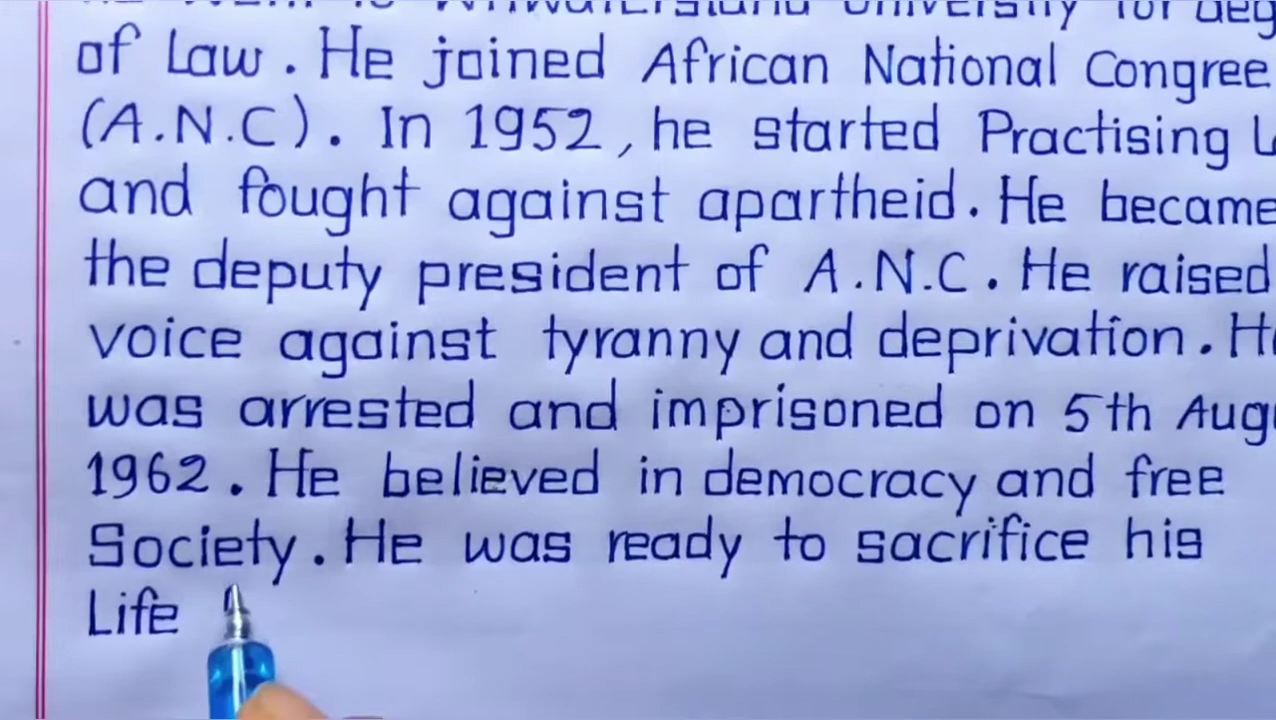 University for
of Law. He joined African National Congree
(A.N.C). In 1952, he started Practising
and fought against apartheid. He became
the deputy president of A.N.C. He raised
voice against tyranny and deprivation.
was arrested and imprisoned on 5th
1962. He believed in democracy and free
Society. He was ready to sacrifice his
Life